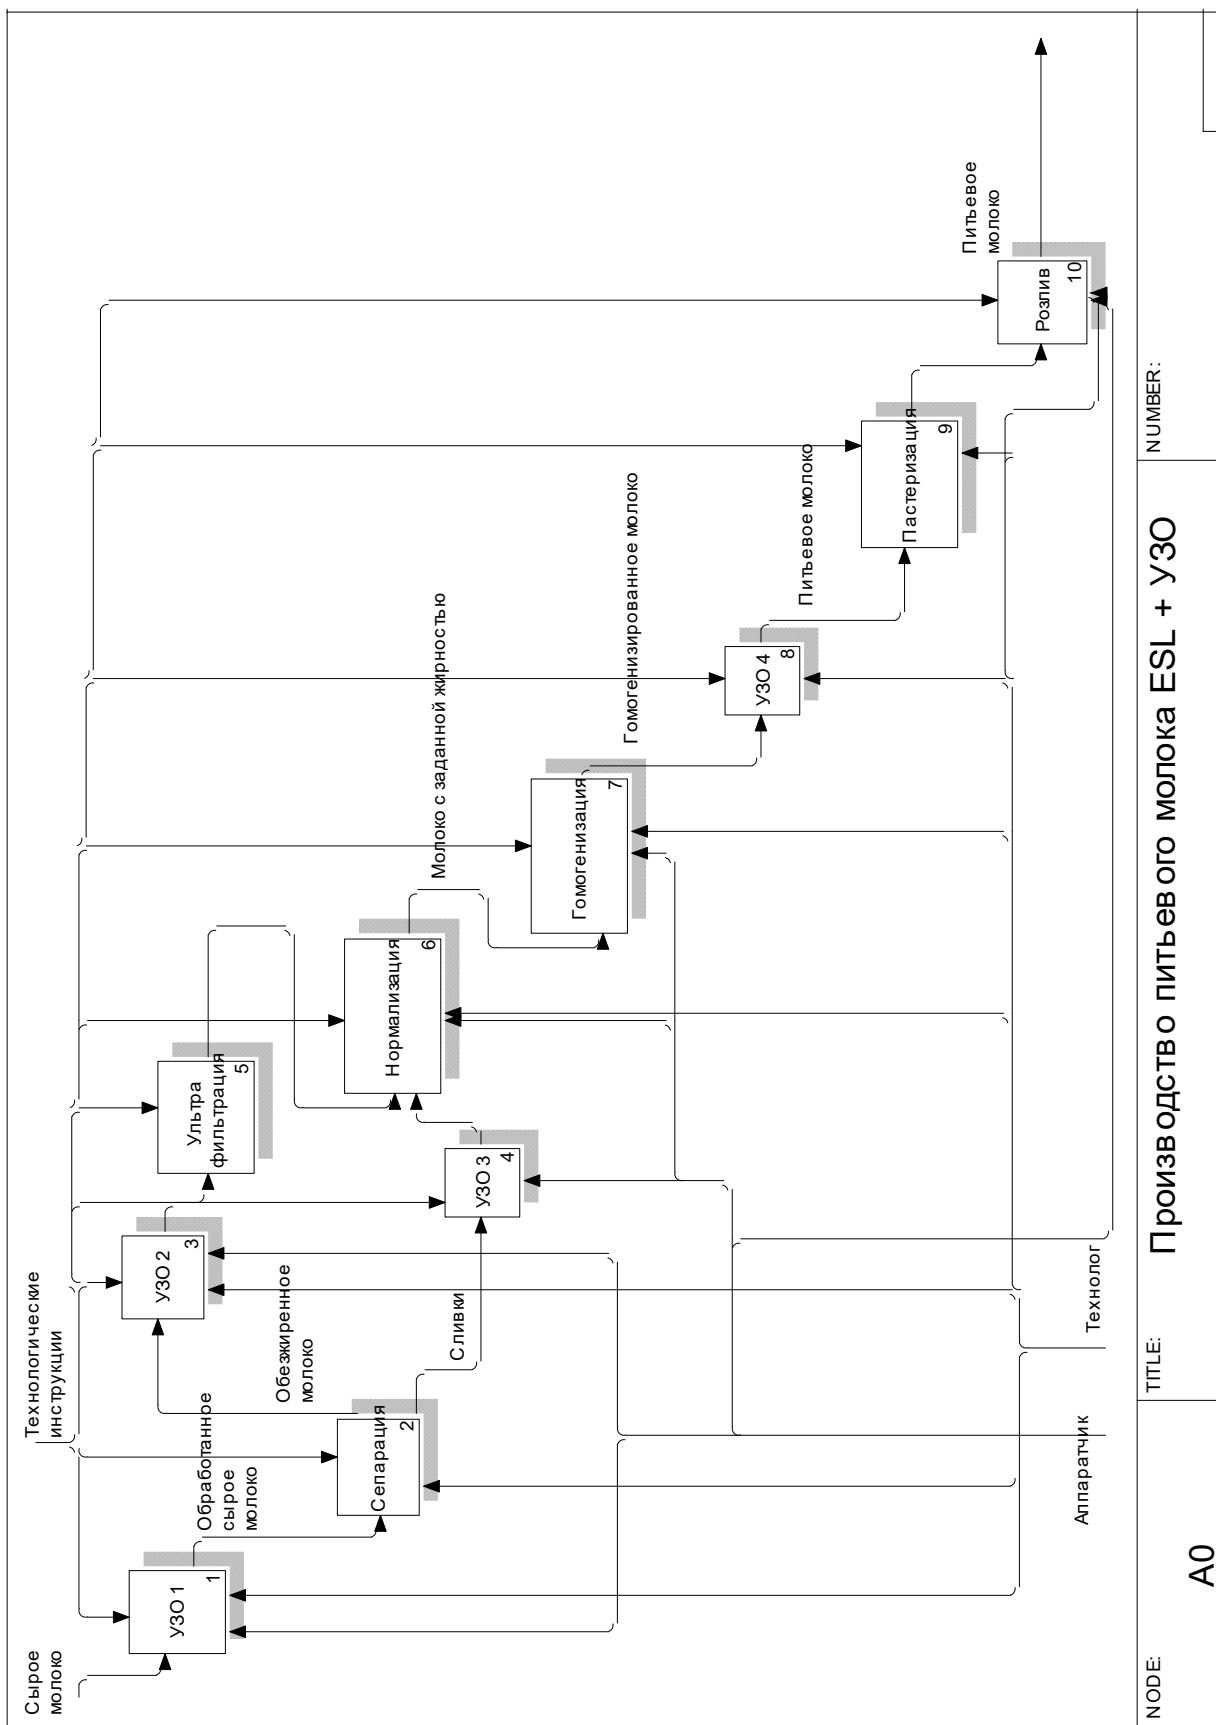 Сырое
молоко
Технологические
инструкции
УЗО 1
1
Обработанное
сырое
молоко
Сепарация
2
Обезжиренное
молоко
Сливки
УЗО 2
3
УЗО 3
4
Ультра
фильтрация
5
Нормализация
6
Молоко с заданной жирностью
Гомогенизация
7
Гомогенизированное молоко
УЗО 4
8
Питьевое молоко
Пастеризация
9
Розлив
10
Питьевое
молоко
Аппаратчик
Технолог
NODE:
A0
TITLE:
Производство питьевого молока ESL + УЗО
NUMBER: